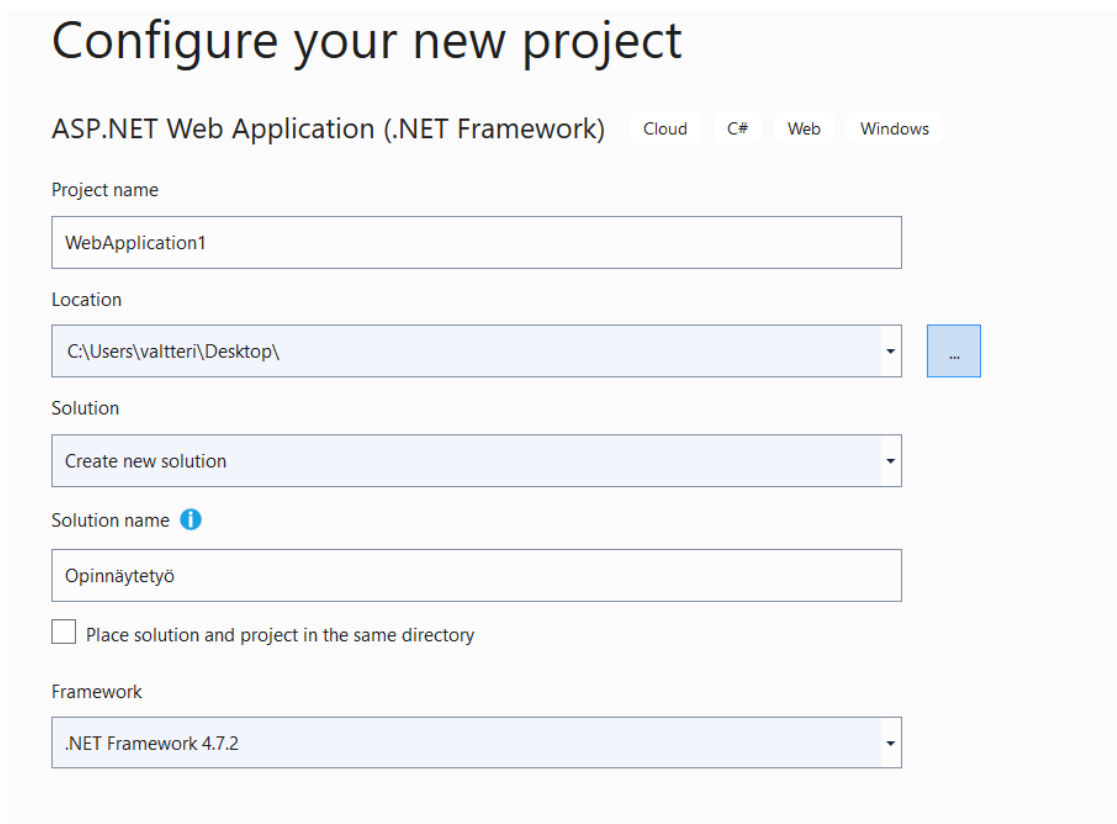 Configure your new project
ASP.NET Web Application (.NET Framework) Cloud C# Web Windows
Project name
WebApplication1
Location
C:\Users\valtteri\Desktop\
...
Solution
Create new solution
Solution name i
Opinnäytetyö
Place solution and project in the same directory
Framework
.NET Framework 4.7.2